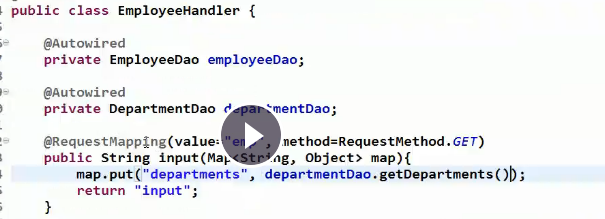 public class EmployeeHandler {
@Autowired
private EmployeeDao employeeDao;
@Autowired
private DepartmentDao departmentDao;
@RequestMapping(value="em method=RequestMethod.GET)
public String input(Map<String, Object> map){
map.put("departments", departmentDao.getDepartments());
return "input";
}